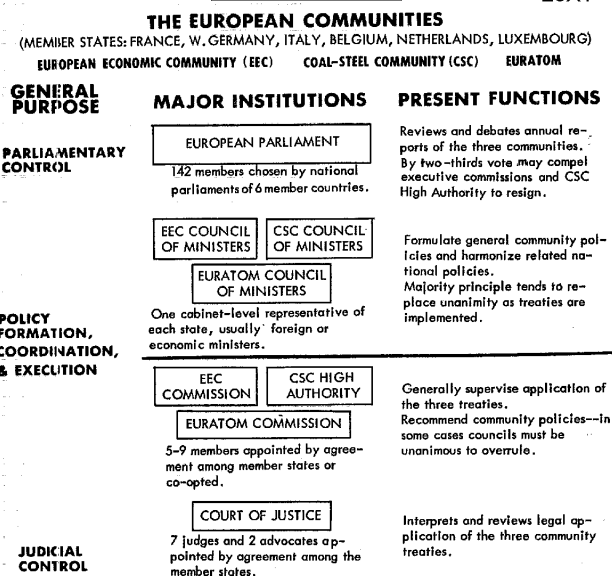 THE EUROPEAN COMMUNITIES
(MEMBER STATES: FRANCE, W. GERMANY, ITALY, BELGIUM, NETHERLANDS, LUXEMBOURG)
EUROPEAN ECONOMIC COMMUNITY (EEC) COAL-STEEL COMMUNITY (CSC) EURATOM
GENERAL
PURPOSE
MAJOR INSTITUTIONS
PRESENT FUNCTIONS
PARLIAMENTARY
CONTROL
EUROPEAN PARLIAMENT
142 members chosen by national
parliaments of 6 member countries.
Reviews and debates annual re-
ports of the three communities.
By two-thirds vote may compel
executive commissions and CSC
High Authority to resign.
POLICY
FORMATION,
COORDINATION,
& EXECUTION
EEC COUNCIL
OF MINISTERS
CSC COUNCIL
OF MINISTERS
EURATOM COUNCIL
OF MINISTERS
One cabinet-level representative of
each state, usually foreign or
economic ministers.
Formulate general community pol-
icies and harmonize related na-
tional policies.
Majority principle tends to re-
place unanimity as treaties are
implemented.
EEC
COMMISSION
CSC HIGH
AUTHORITY
EURATOM COMMISSION
5-9 members appointed by agree-
ment among member states or
co-opted.
Generally supervise application of
the three treaties.
Recommend community policies--in
some cases councils must be
unanimous to overrule.
JUDICIAL
CONTROL
COURT OF JUSTICE
7 judges and 2 advocates ap-
pointed by agreement among the
member states.
Interprets and reviews legal ap-
plication of the three community
treaties.